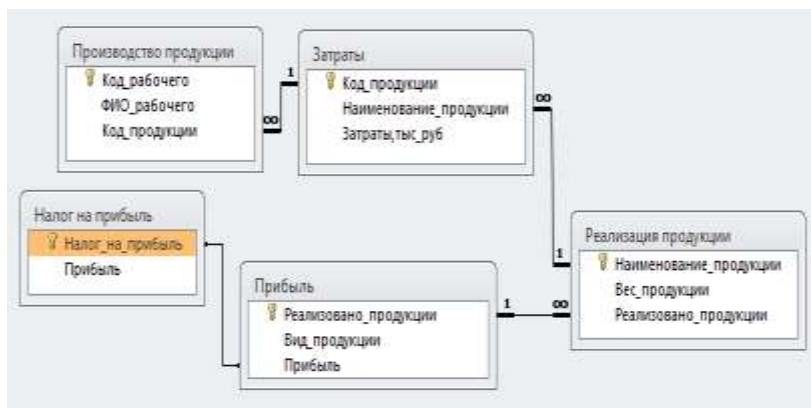 Производство продукции
Код_рабочего
ФИО_рабочего
Код_продукции
1
∞
Затраты
Код_продукции
Наименование_продукции
Затраты,тыс_руб
∞
1
Налог на прибыль
Налог_на_прибыль
Прибыль
Прибыль
Реализовано_продукции
Вид_продукции
Прибыль
1
∞
Реализация продукции
Наименование_продукции
Вес_продукции
Реализовано_продукции